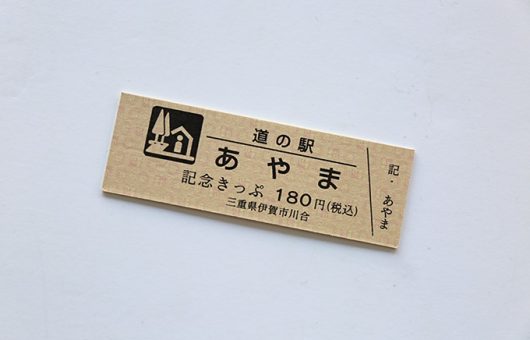 道の駅
あやま
記念きっぷ 180円(税込)
三重県伊賀市川合
記・あやま